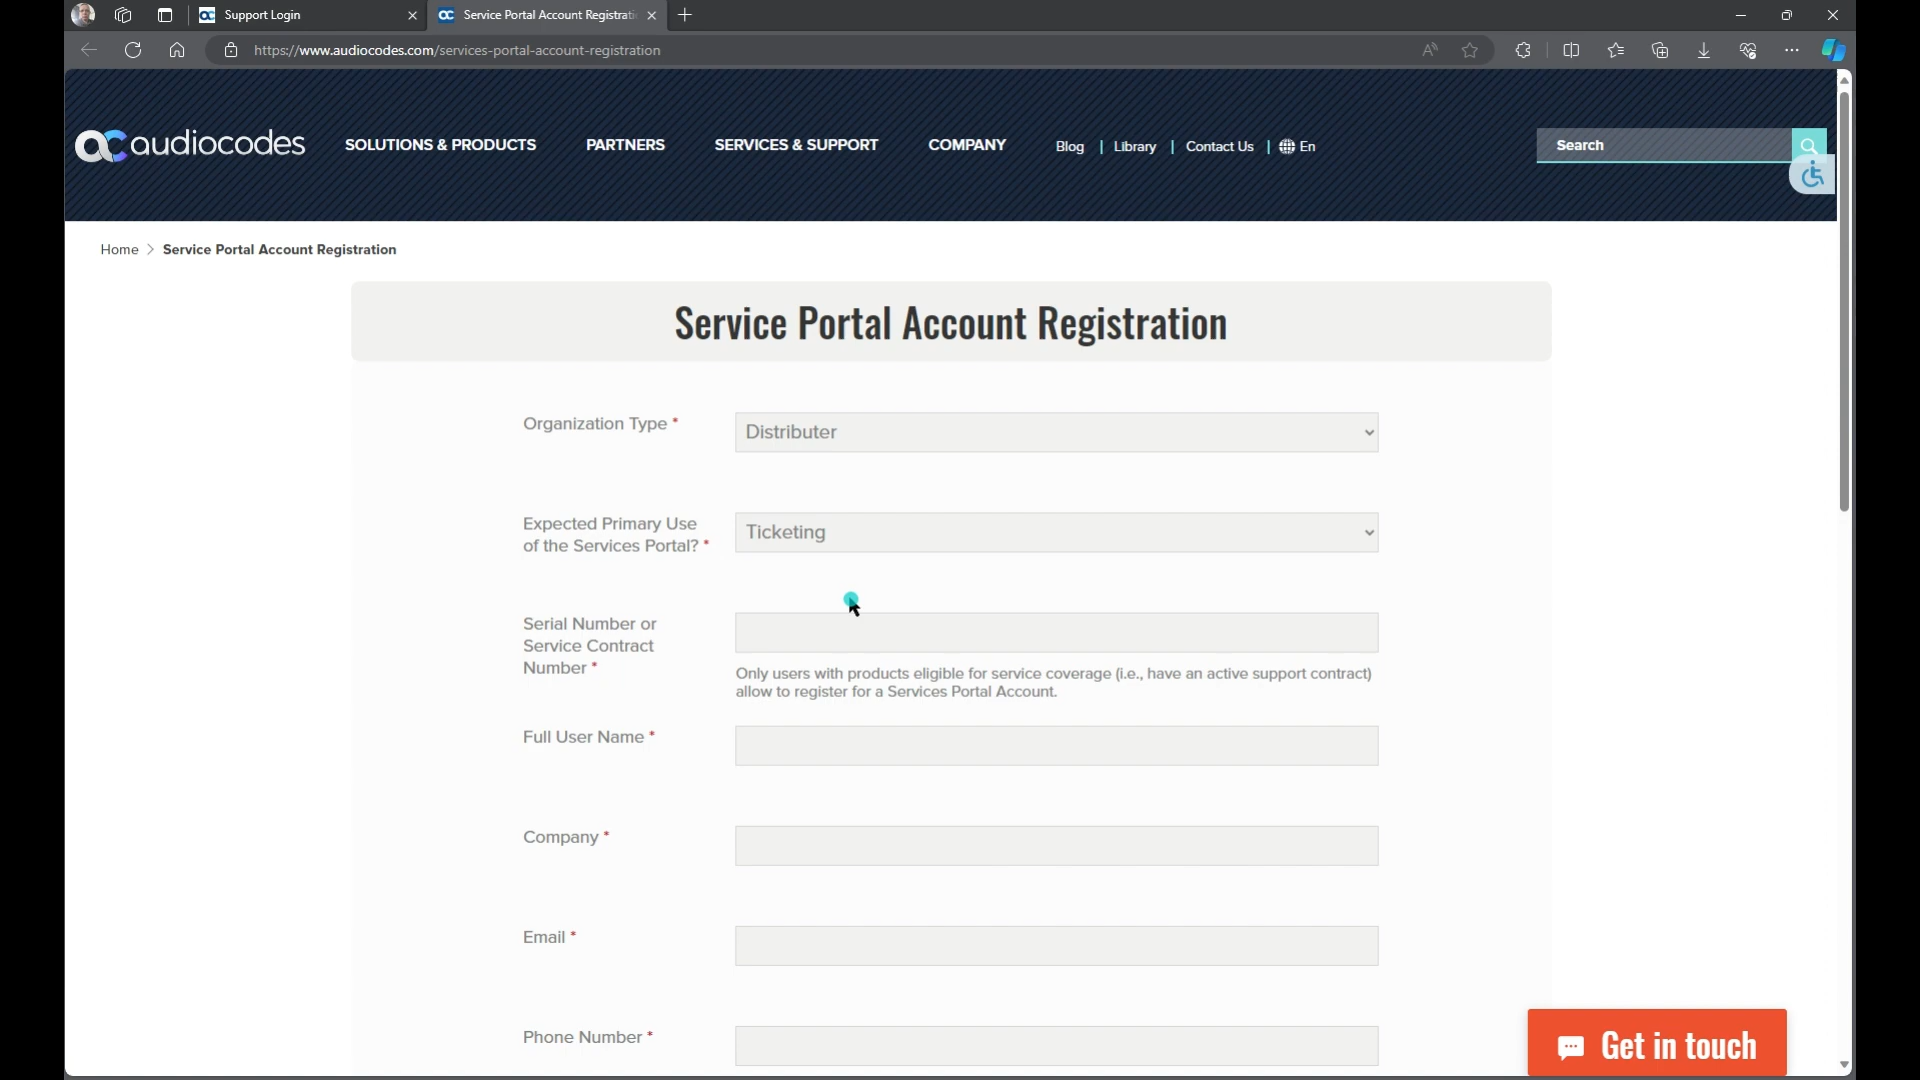 Support Login
Service Portal Account Registrati
https://www.audiocodes.com/services-portal-account-registration
audiocodes
SOLUTIONS & PRODUCTS
PARTNERS
SERVICES & SUPPORT
COMPANY
Blog
Library
Contact Us
En
Search
Home > Service Portal Account Registration
Service Portal Account Registration
Organization Type *
Distributer
Expected Primary Use
of the Services Portal? *
Ticketing
Serial Number or
Service Contract
Number *
Only users with products eligible for service coverage (i.e., have an active support contract)
allow to register for a Services Portal Account.
Full User Name *
Company *
Email *
Phone Number *
Get in touch